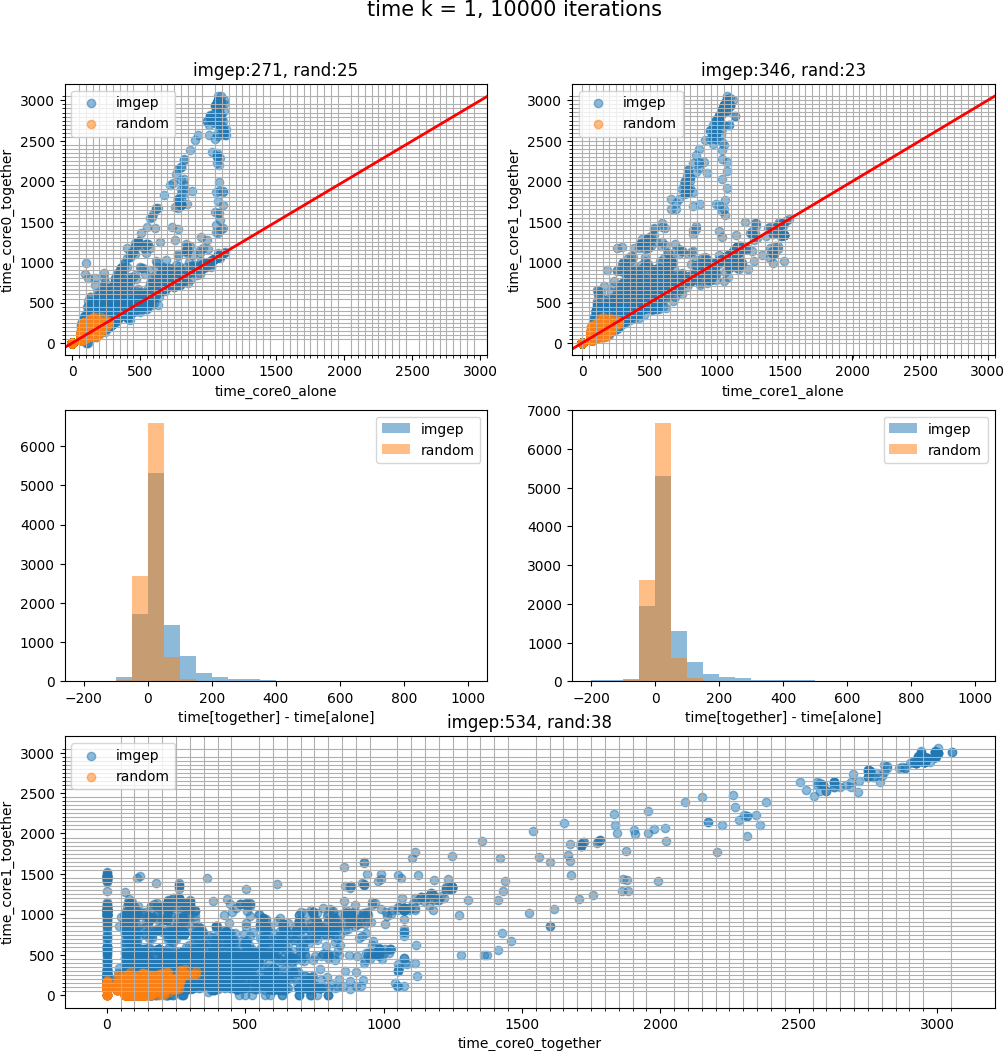 time k = 1, 10000 iterations
imgep:271, rand:25
imgep
random
time_core0_together
3000
2500
2000
1500
1000
500
0
0 500 1000 1500 2000 2500 3000
time_core0_alone
imgep:346, rand:23
imgep
random
time_core1_together
3000
2500
2000
1500
1000
500
0
0 500 1000 1500 2000 2500 3000
time_core1_alone
imgep
random
6000
5000
4000
3000
2000
1000
0
−200 0 200 400 600 800 1000
time[together] - time[alone]
imgep
random
7000
6000
5000
4000
3000
2000
1000
0
−200 0 200 400 600 800 1000
time[together] - time[alone]
imgep:534, rand:38
imgep
random
time_core1_together
3000
2500
2000
1500
1000
500
0
0 500 1000 1500 2000 2500 3000
time_core0_together